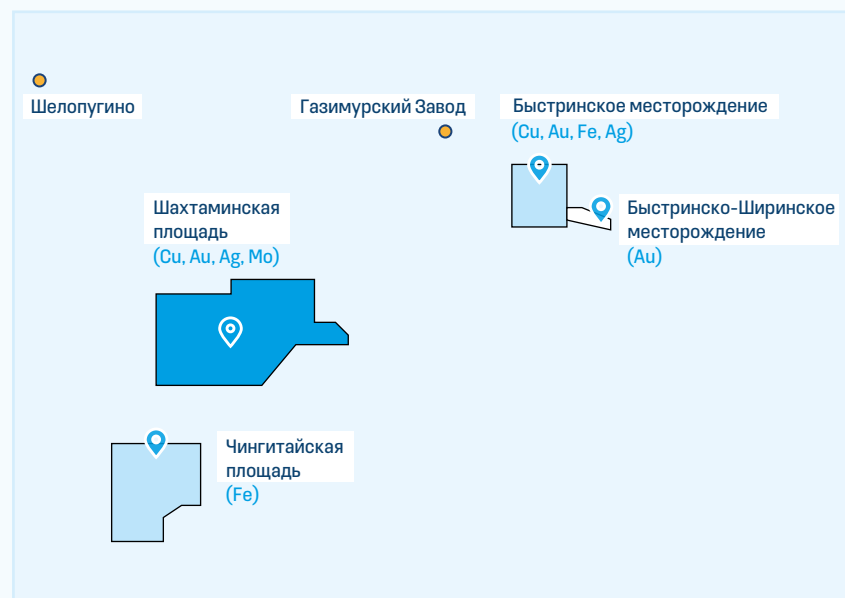 Шелопугино
Газимурский Завод
Быстринское месторождение
(Cu, Au, Fe, Ag)
Шахтаминская
площадь
(Cu, Au, Ag, Mo)
Быстринско-Ширинское
месторождение
(Au)
Чингитайская
площадь
(Fe)